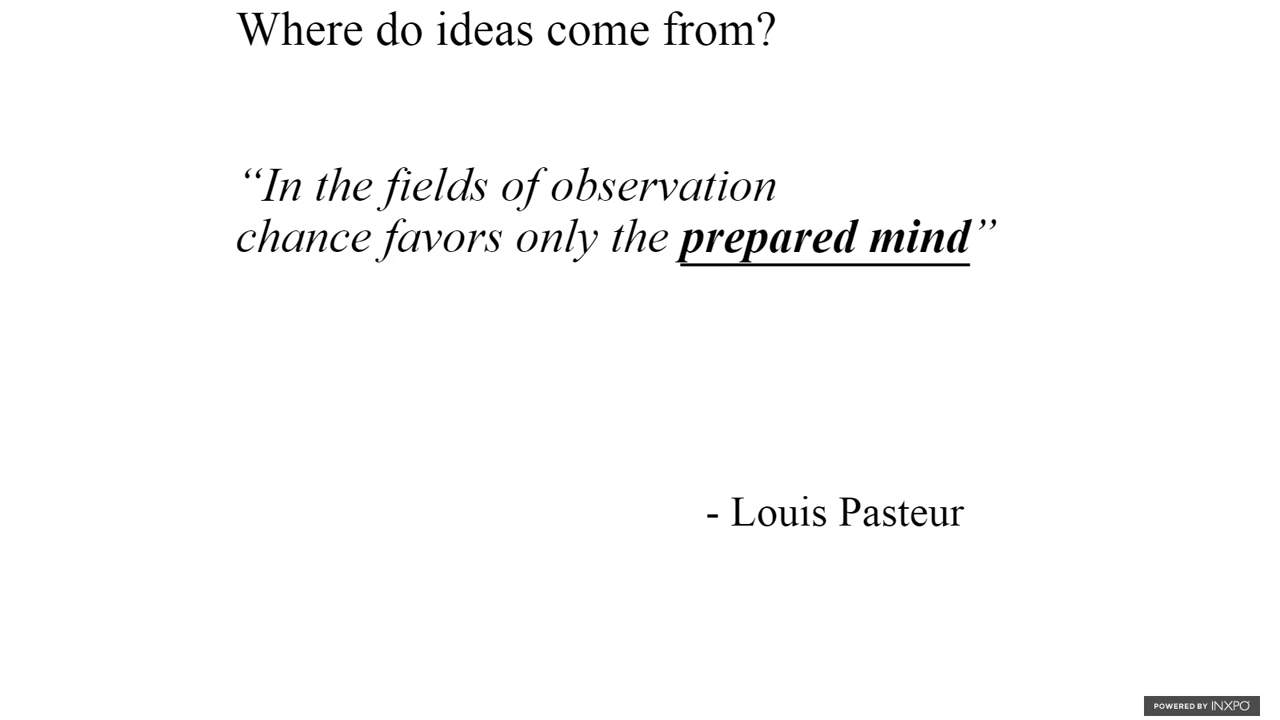 Where do ideas come from?
“In the fields of observation
chance favors only the prepared mind”
- Louis Pasteur
POWERED BY INXPO